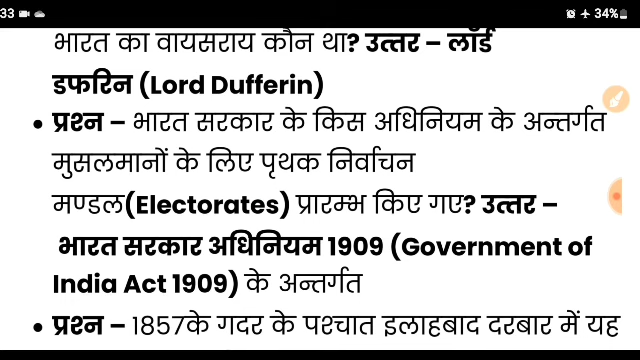 33 34%
भारत का वायसराय कौन था? उत्तर – लॉर्ड
डफरिन (Lord Dufferin)
• प्रश्न – भारत सरकार के किस अधिनियम के अन्तर्गत
मुसलमानों के लिए पृथक निर्वाचन
मण्डल(Electorates) प्रारम्भ किए गए? उत्तर –
भारत सरकार अधिनियम 1909 (Government of
India Act 1909) के अन्तर्गत
• प्रश्न – 1857के गदर के पश्चात इलाहबाद दरबार में यह